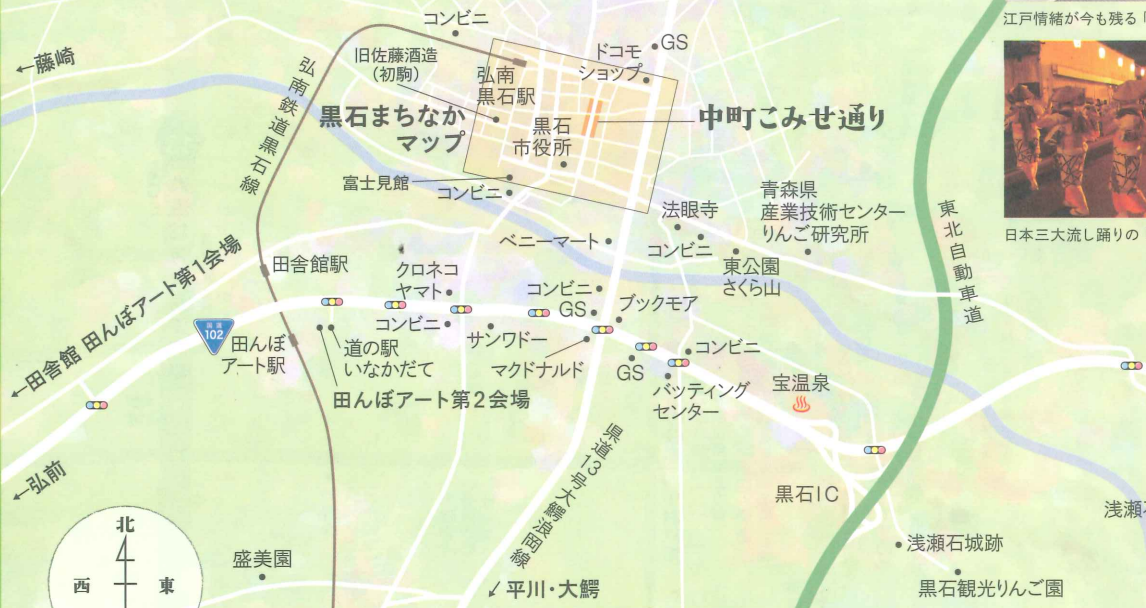 コンビニ
←藤崎
旧佐藤酒造
（初駒）
弘南
黒石駅
ドコモ
ショップ
GS
江戸情緒が今も残る
弘南鉄道黒石線
黒石まちなか
マップ
黒石
市役所
中町こみせ通り
富士見館
コンビニ
青森県
産業技術センター
りんご研究所
法眼寺
コンビニ
東公園
さくら山
東北自動車道
日本三大流し踊りの
ベニーマート
←田舎館 田んぼアート第1会場
田舎館駅
クロネコ
ヤマト
コンビニ
GS
ブックモア
国道
102
田んぼ
アート駅
道の駅
いなかだて
コンビニ
サンワドー
マクドナルド
GS
コンビニ
バッティング
センター
宝温泉
田んぼアート第2会場
県道13号大鰐浪岡線
←弘前
黒石IC
浅瀬
北
西
東
盛美園
浅瀬石城跡
黒石観光りんご園
↙平川・大鰐